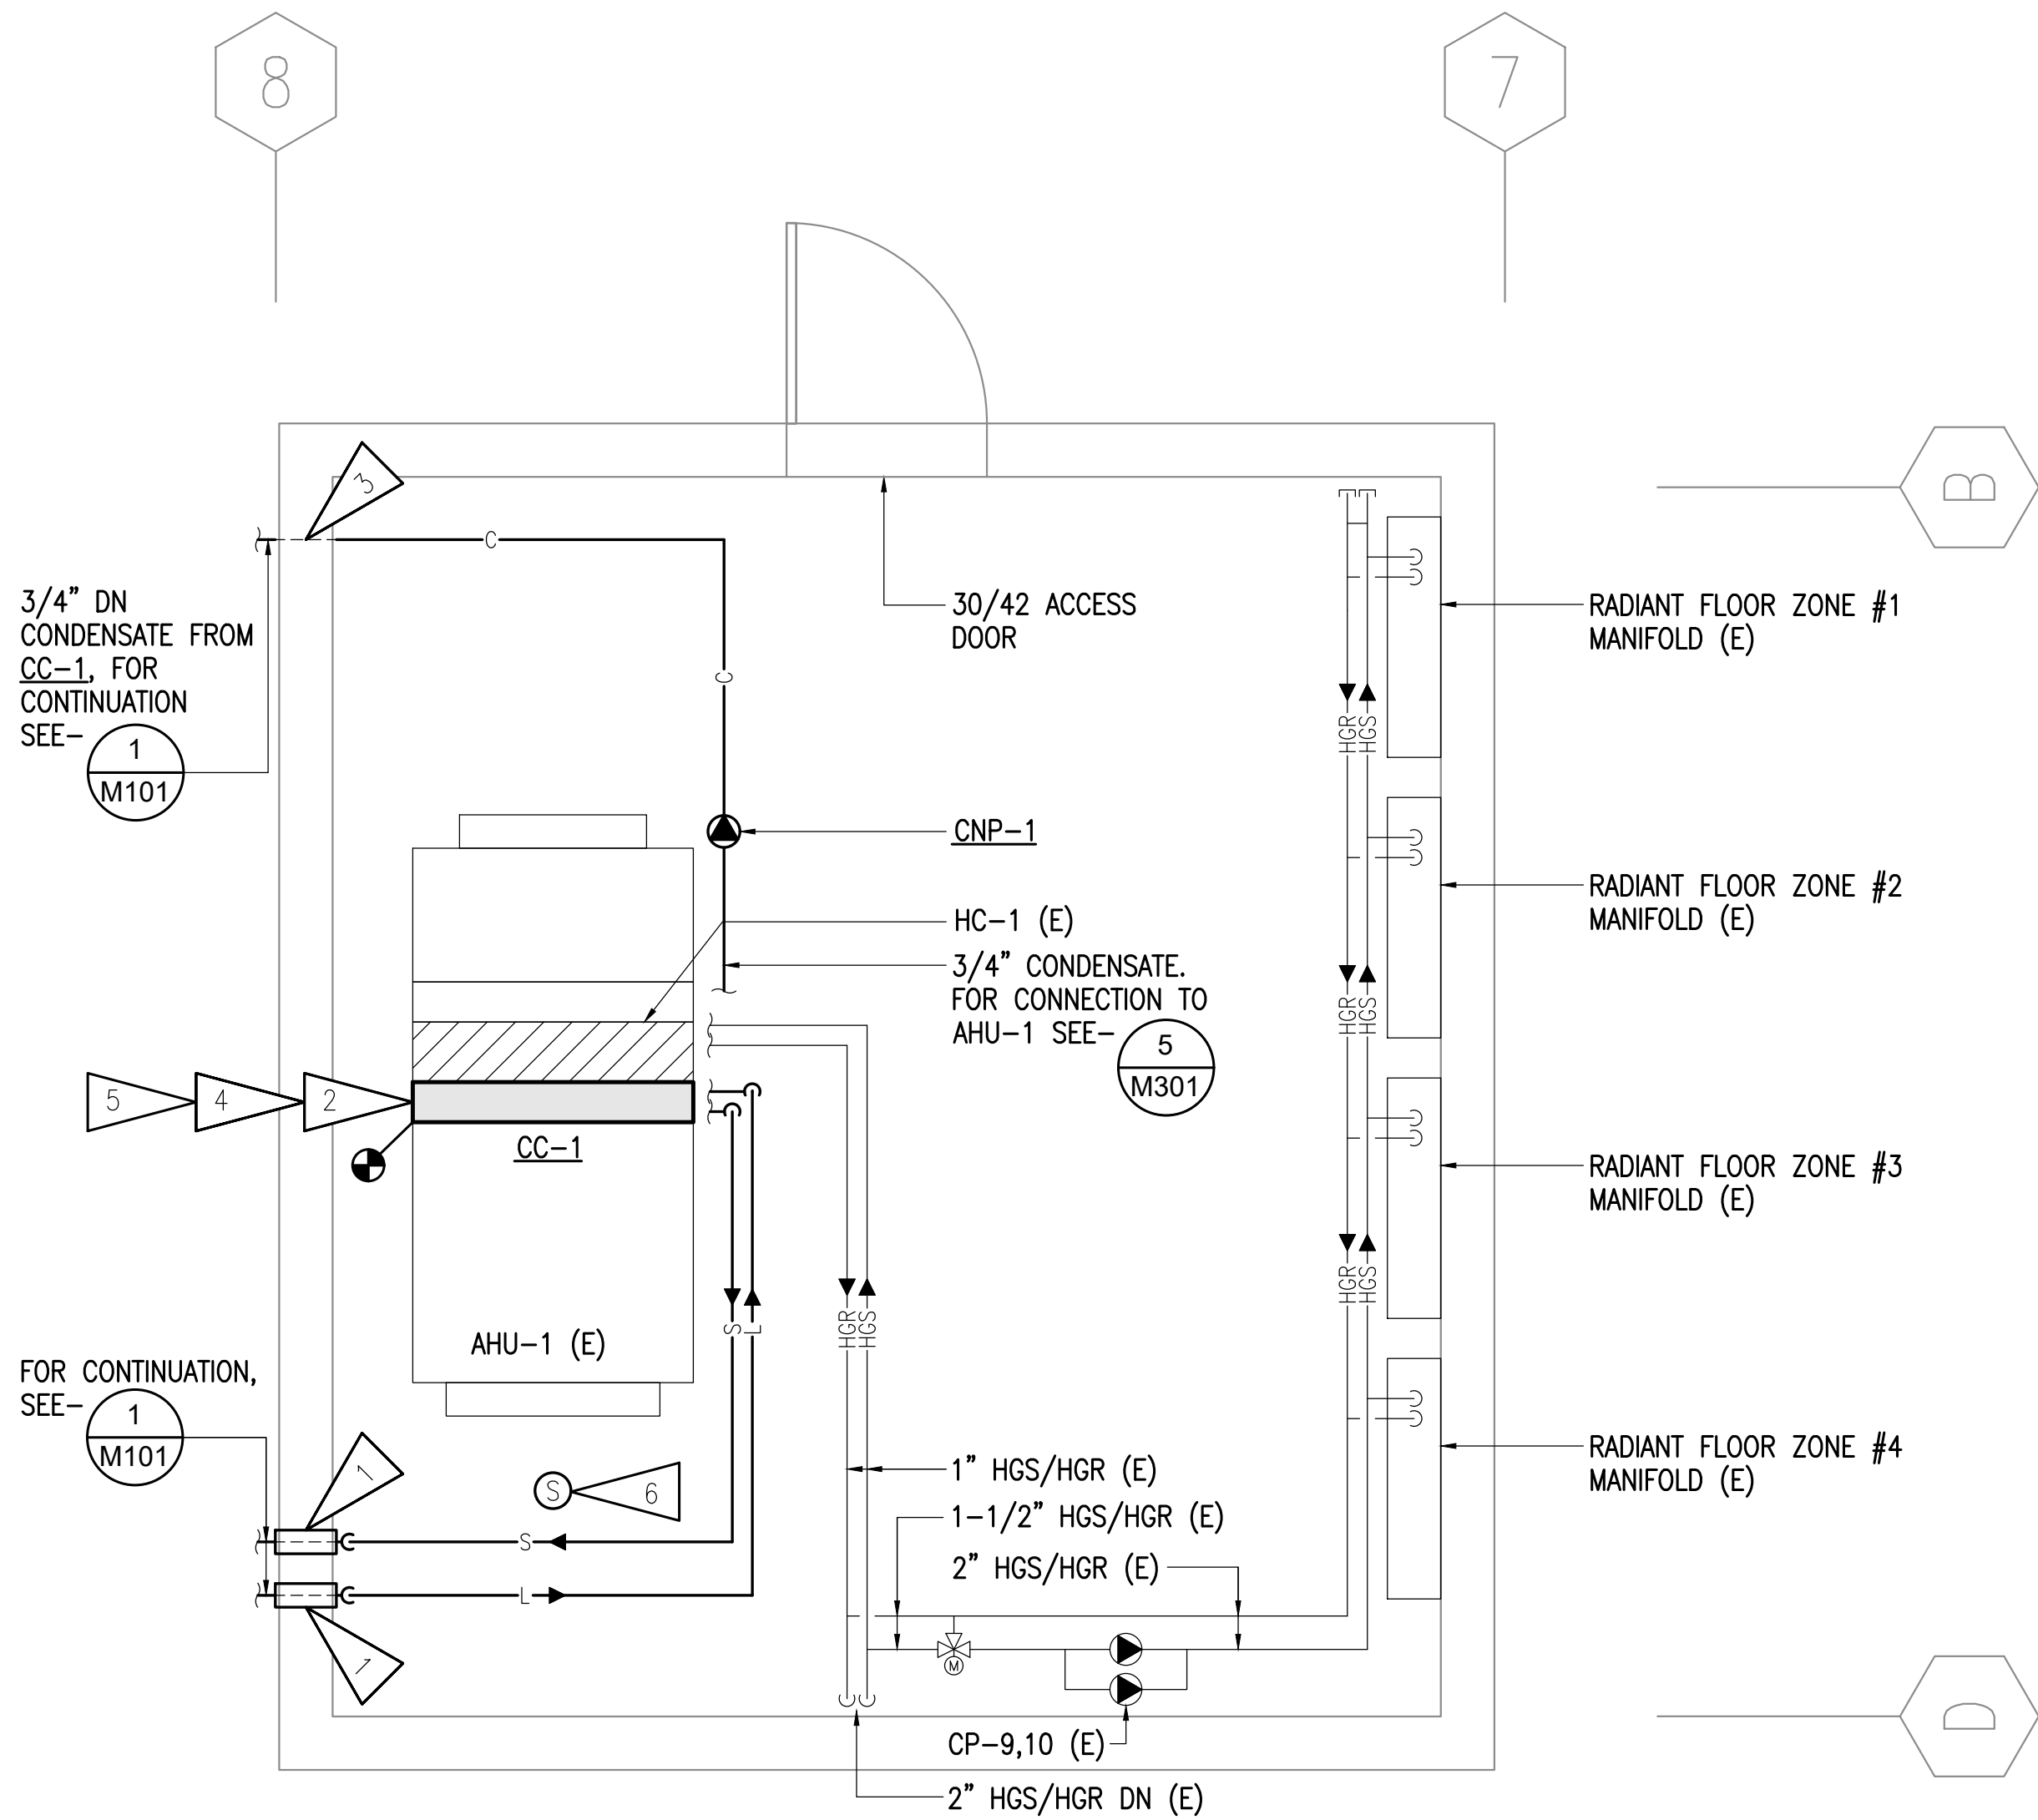 8
7
B
3
C
3/4” DN
CONDENSATE FROM
CC-1, FOR
CONTINUATION
SEE-
1
M101
C
30/42 ACCESS
DOOR
RADIANT FLOOR ZONE #1
MANIFOLD (E)
HGR
HGS
CNP-1
HC-1 (E)
3/4” CONDENSATE.
FOR CONNECTION TO
AHU-1 SEE-
5
M301
RADIANT FLOOR ZONE #2
MANIFOLD (E)
HGR
HGS
5
4
2
CC-1
RADIANT FLOOR ZONE #3
MANIFOLD (E)
HGR
HGS
AHU-1 (E)
S
L
HGR
HGS
FOR CONTINUATION,
SEE-
1
M101
1
S
6
S
L
1
1” HGS/HGR (E)
1-1/2” HGS/HGR (E)
2” HGS/HGR (E)
RADIANT FLOOR ZONE #4
MANIFOLD (E)
M
CP-9,10 (E)
2” HGS/HGR DN (E)
D